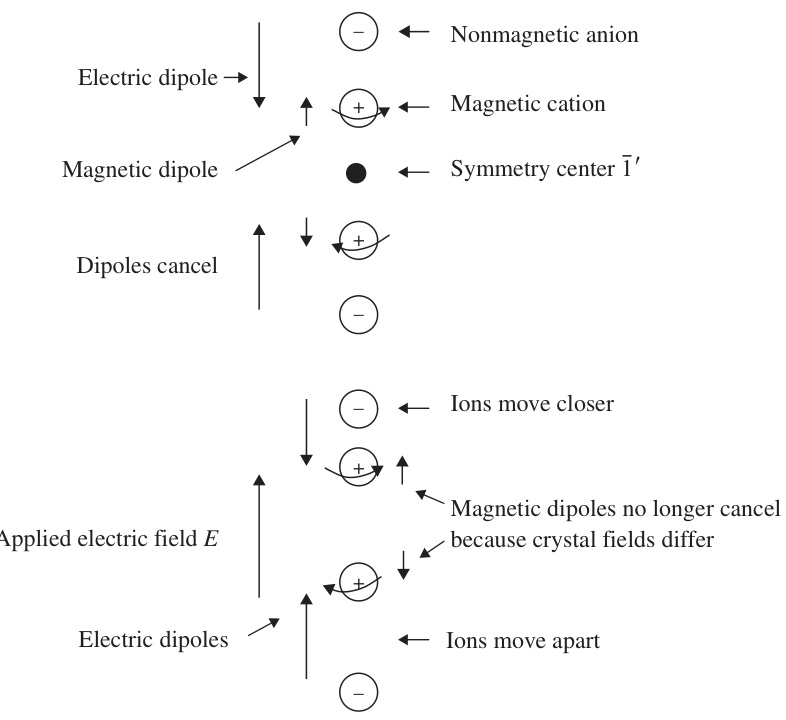 −
Nonmagnetic anion
Electric dipole
+
Magnetic cation
Magnetic dipole
Symmetry center 1̄′
+
Dipoles cancel
−
−
Ions move closer
+
Magnetic dipoles no longer cancel
because crystal fields differ
Applied electric field E
+
Electric dipoles
Ions move apart
−